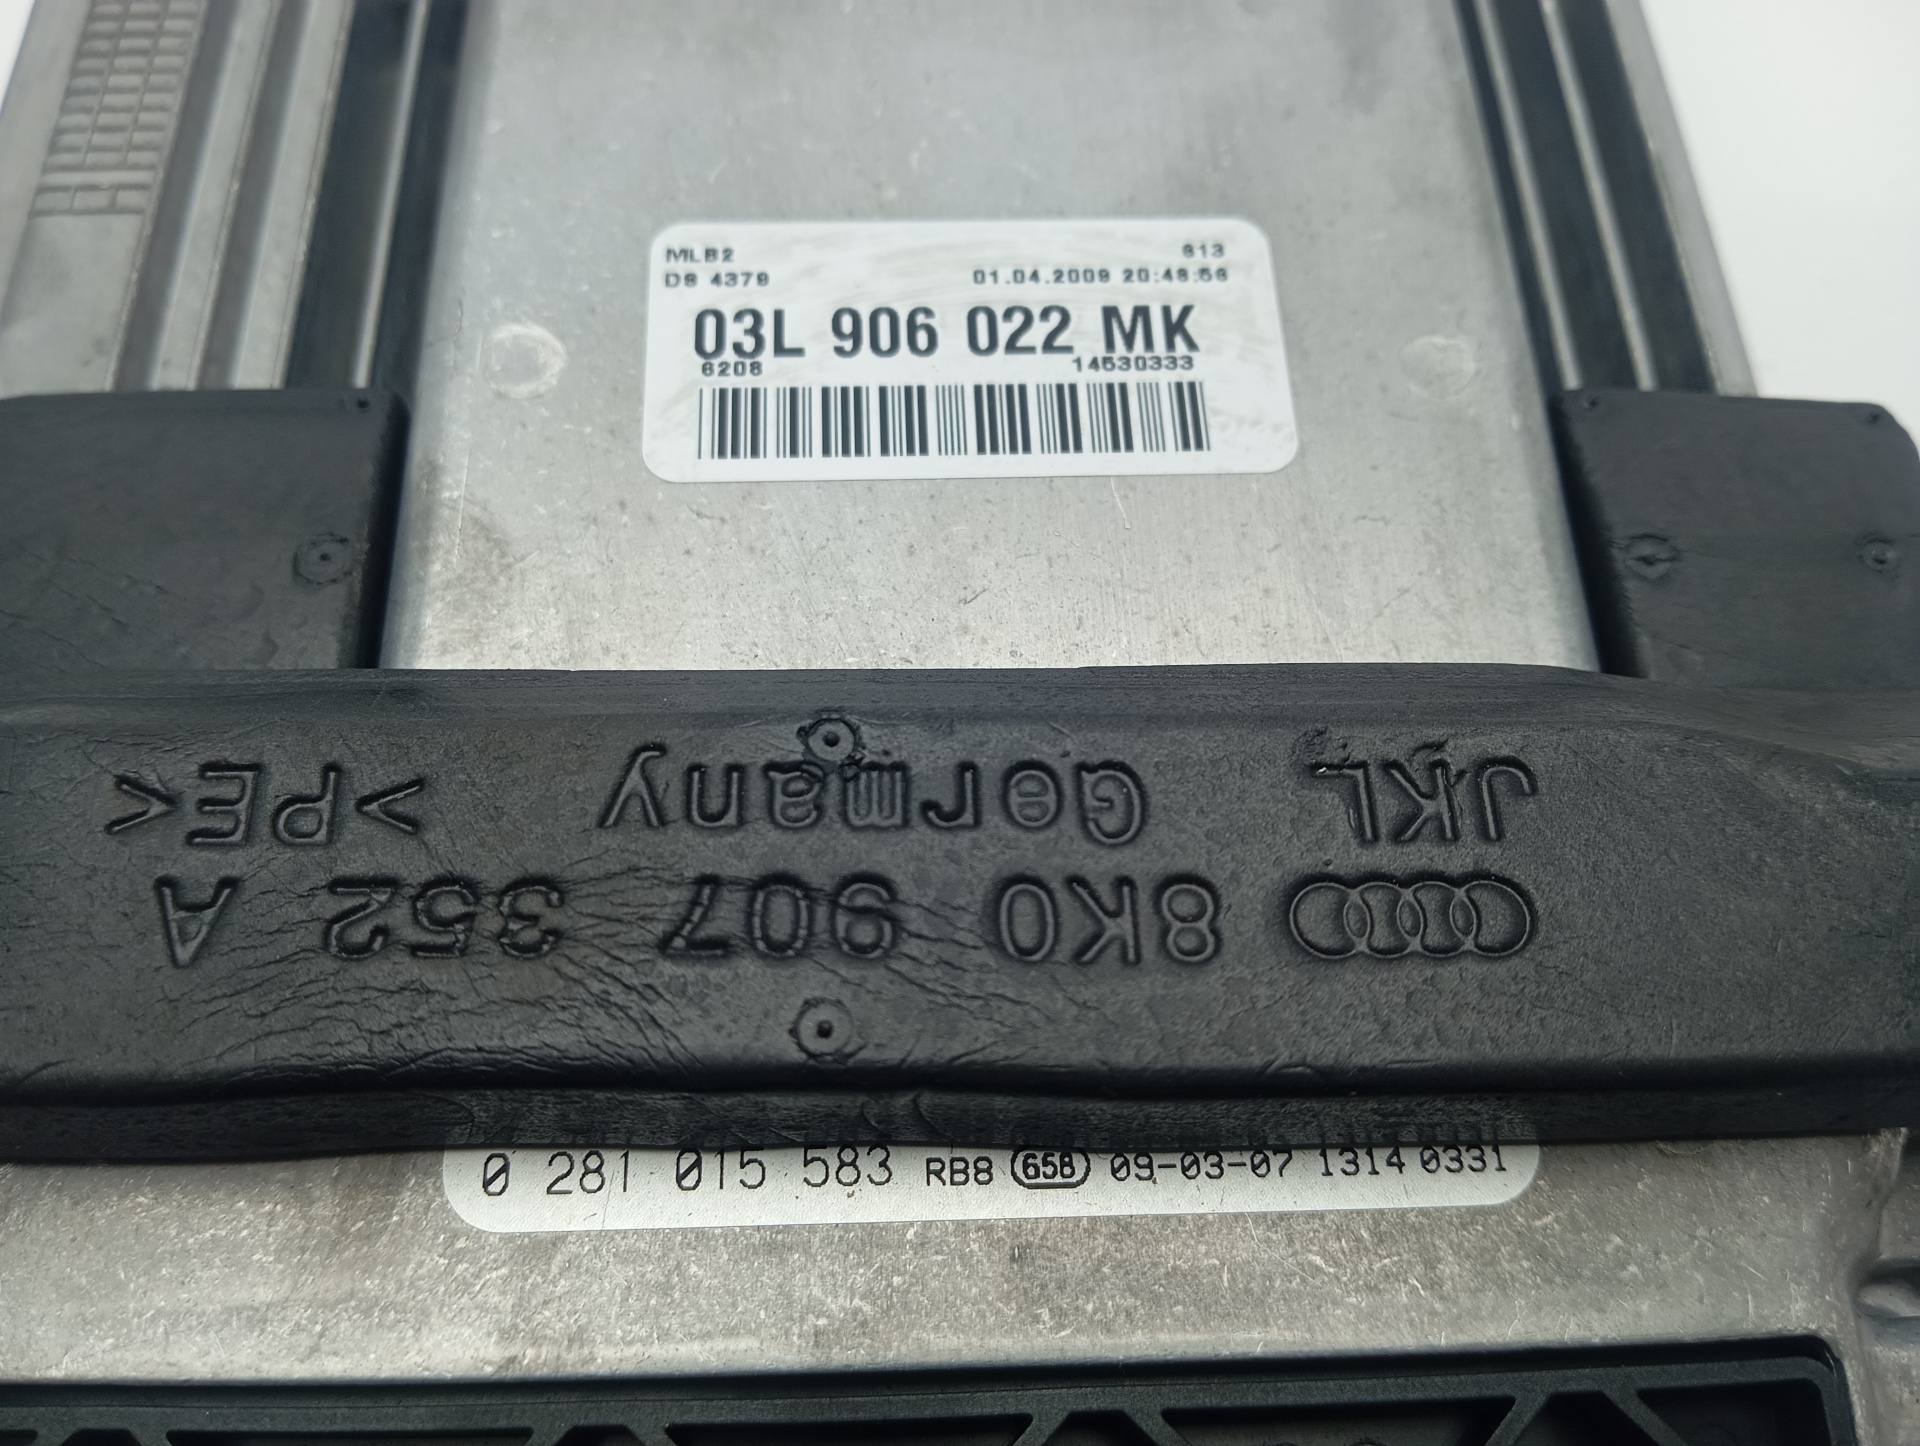 MLB2 813
DS 4379 01.04.2009 20:48:56
03L 906 022 MK
6208 14530333
JKL Germany >PE<
8K0 907 352 A
0 281 015 583 RB8 658 09-03-07 1314 0331